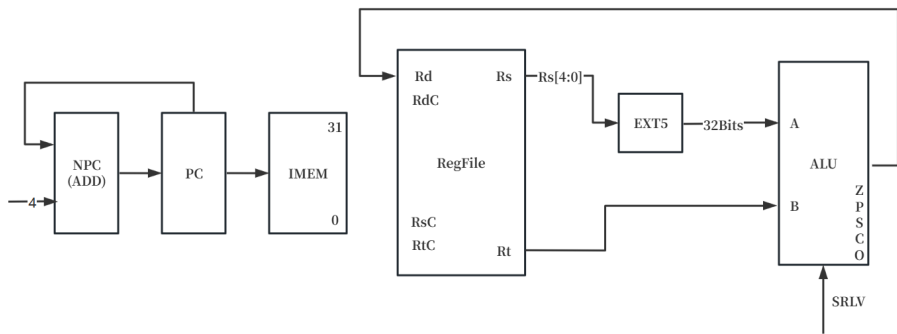 NPC
(ADD)
4
PC
31
IMEM
0
Rd
RdC
Rs
RegFile
RsC
RtC
Rt
Rs[4:0]
EXT5
32Bits
A
B
ALU
Z
P
S
C
O
SRLV